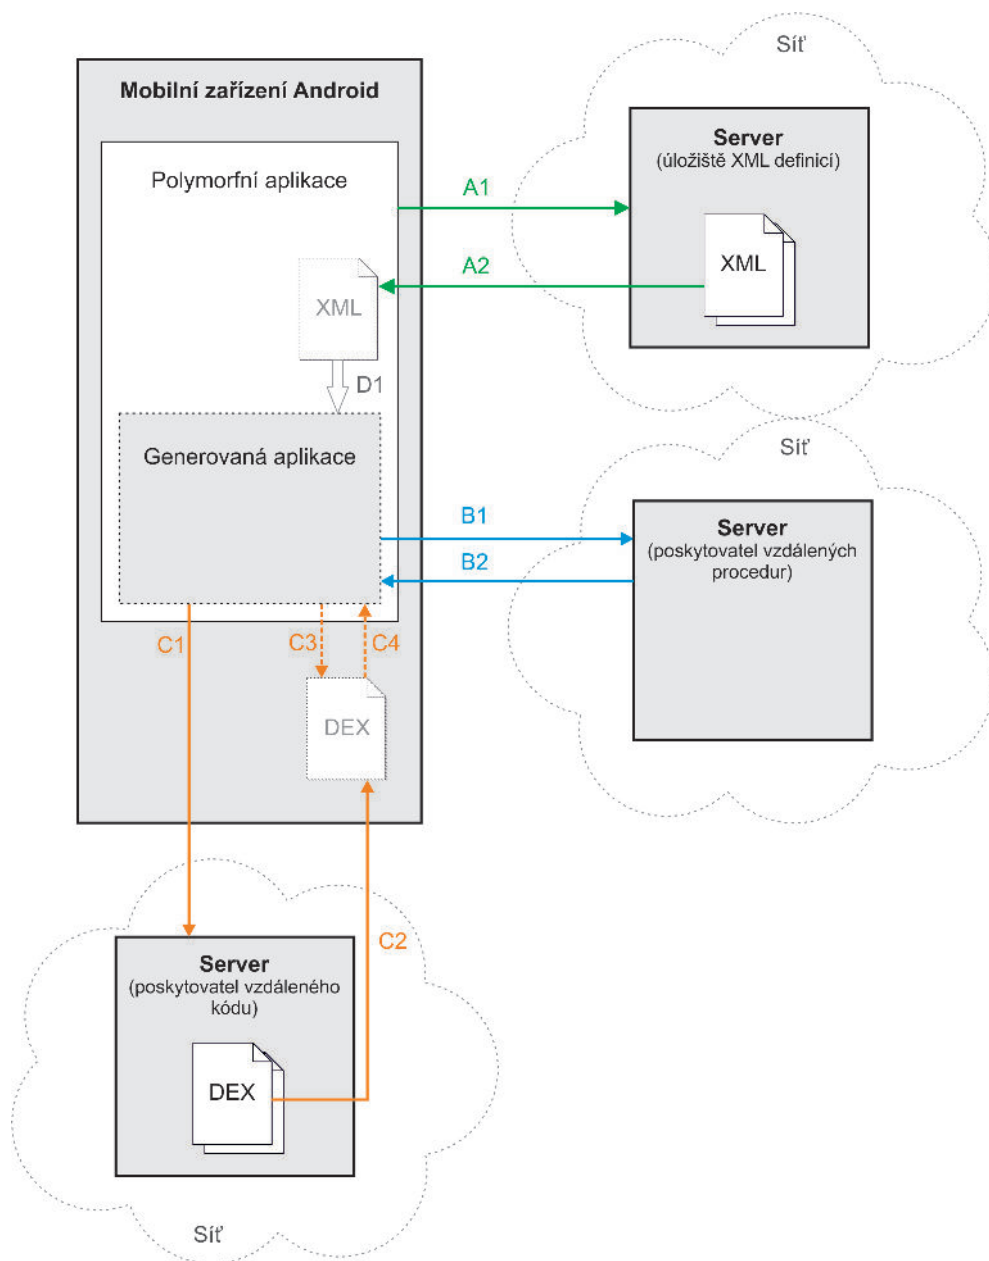 Síť
Mobilní zařízení Android
Server
(úložiště XML definicí)
Polymorfní aplikace
A1
XML
A2
XML
D1
Generovaná aplikace
Síť
B1
Server
(poskytovatel vzdálených
procedur)
B2
C1
C3
C4
DEX
C2
Server
(poskytovatel vzdáleného
kódu)
DEX
Síť